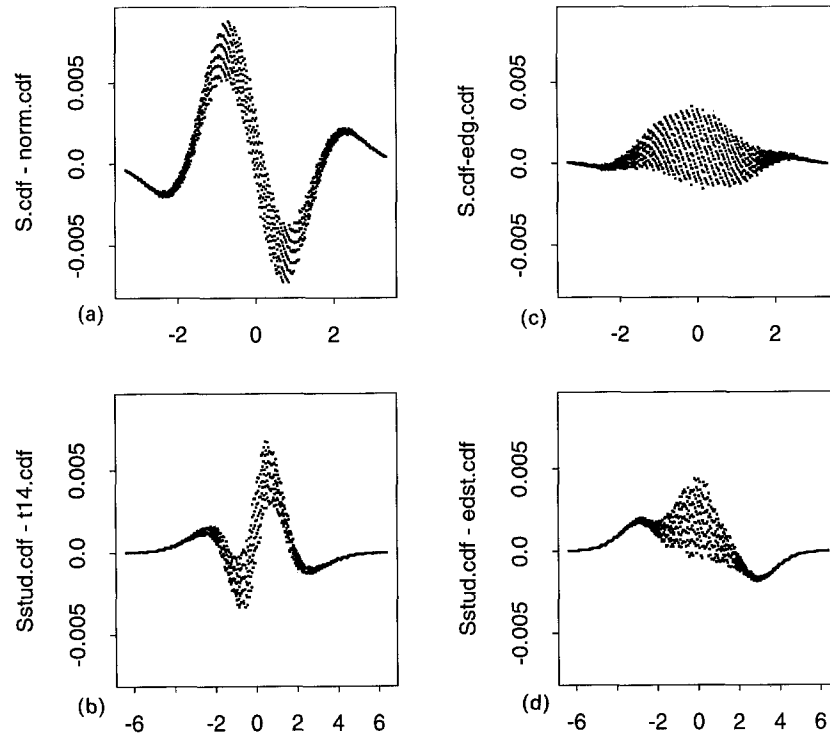 S.cdf - norm.cdf
0.005
0.0
-0.005
(a)
-2 0 2
S.cdf-edg.cdf
0.005
0.0
-0.005
(c)
-2 0 2
Sstud.cdf - t14.cdf
0.005
0.0
-0.005
(b)
-6 -4 -2 0 2 4 6
Sstud.cdf - edst.cdf
0.005
0.0
-0.005
(d)
-6 -4 -2 0 2 4 6